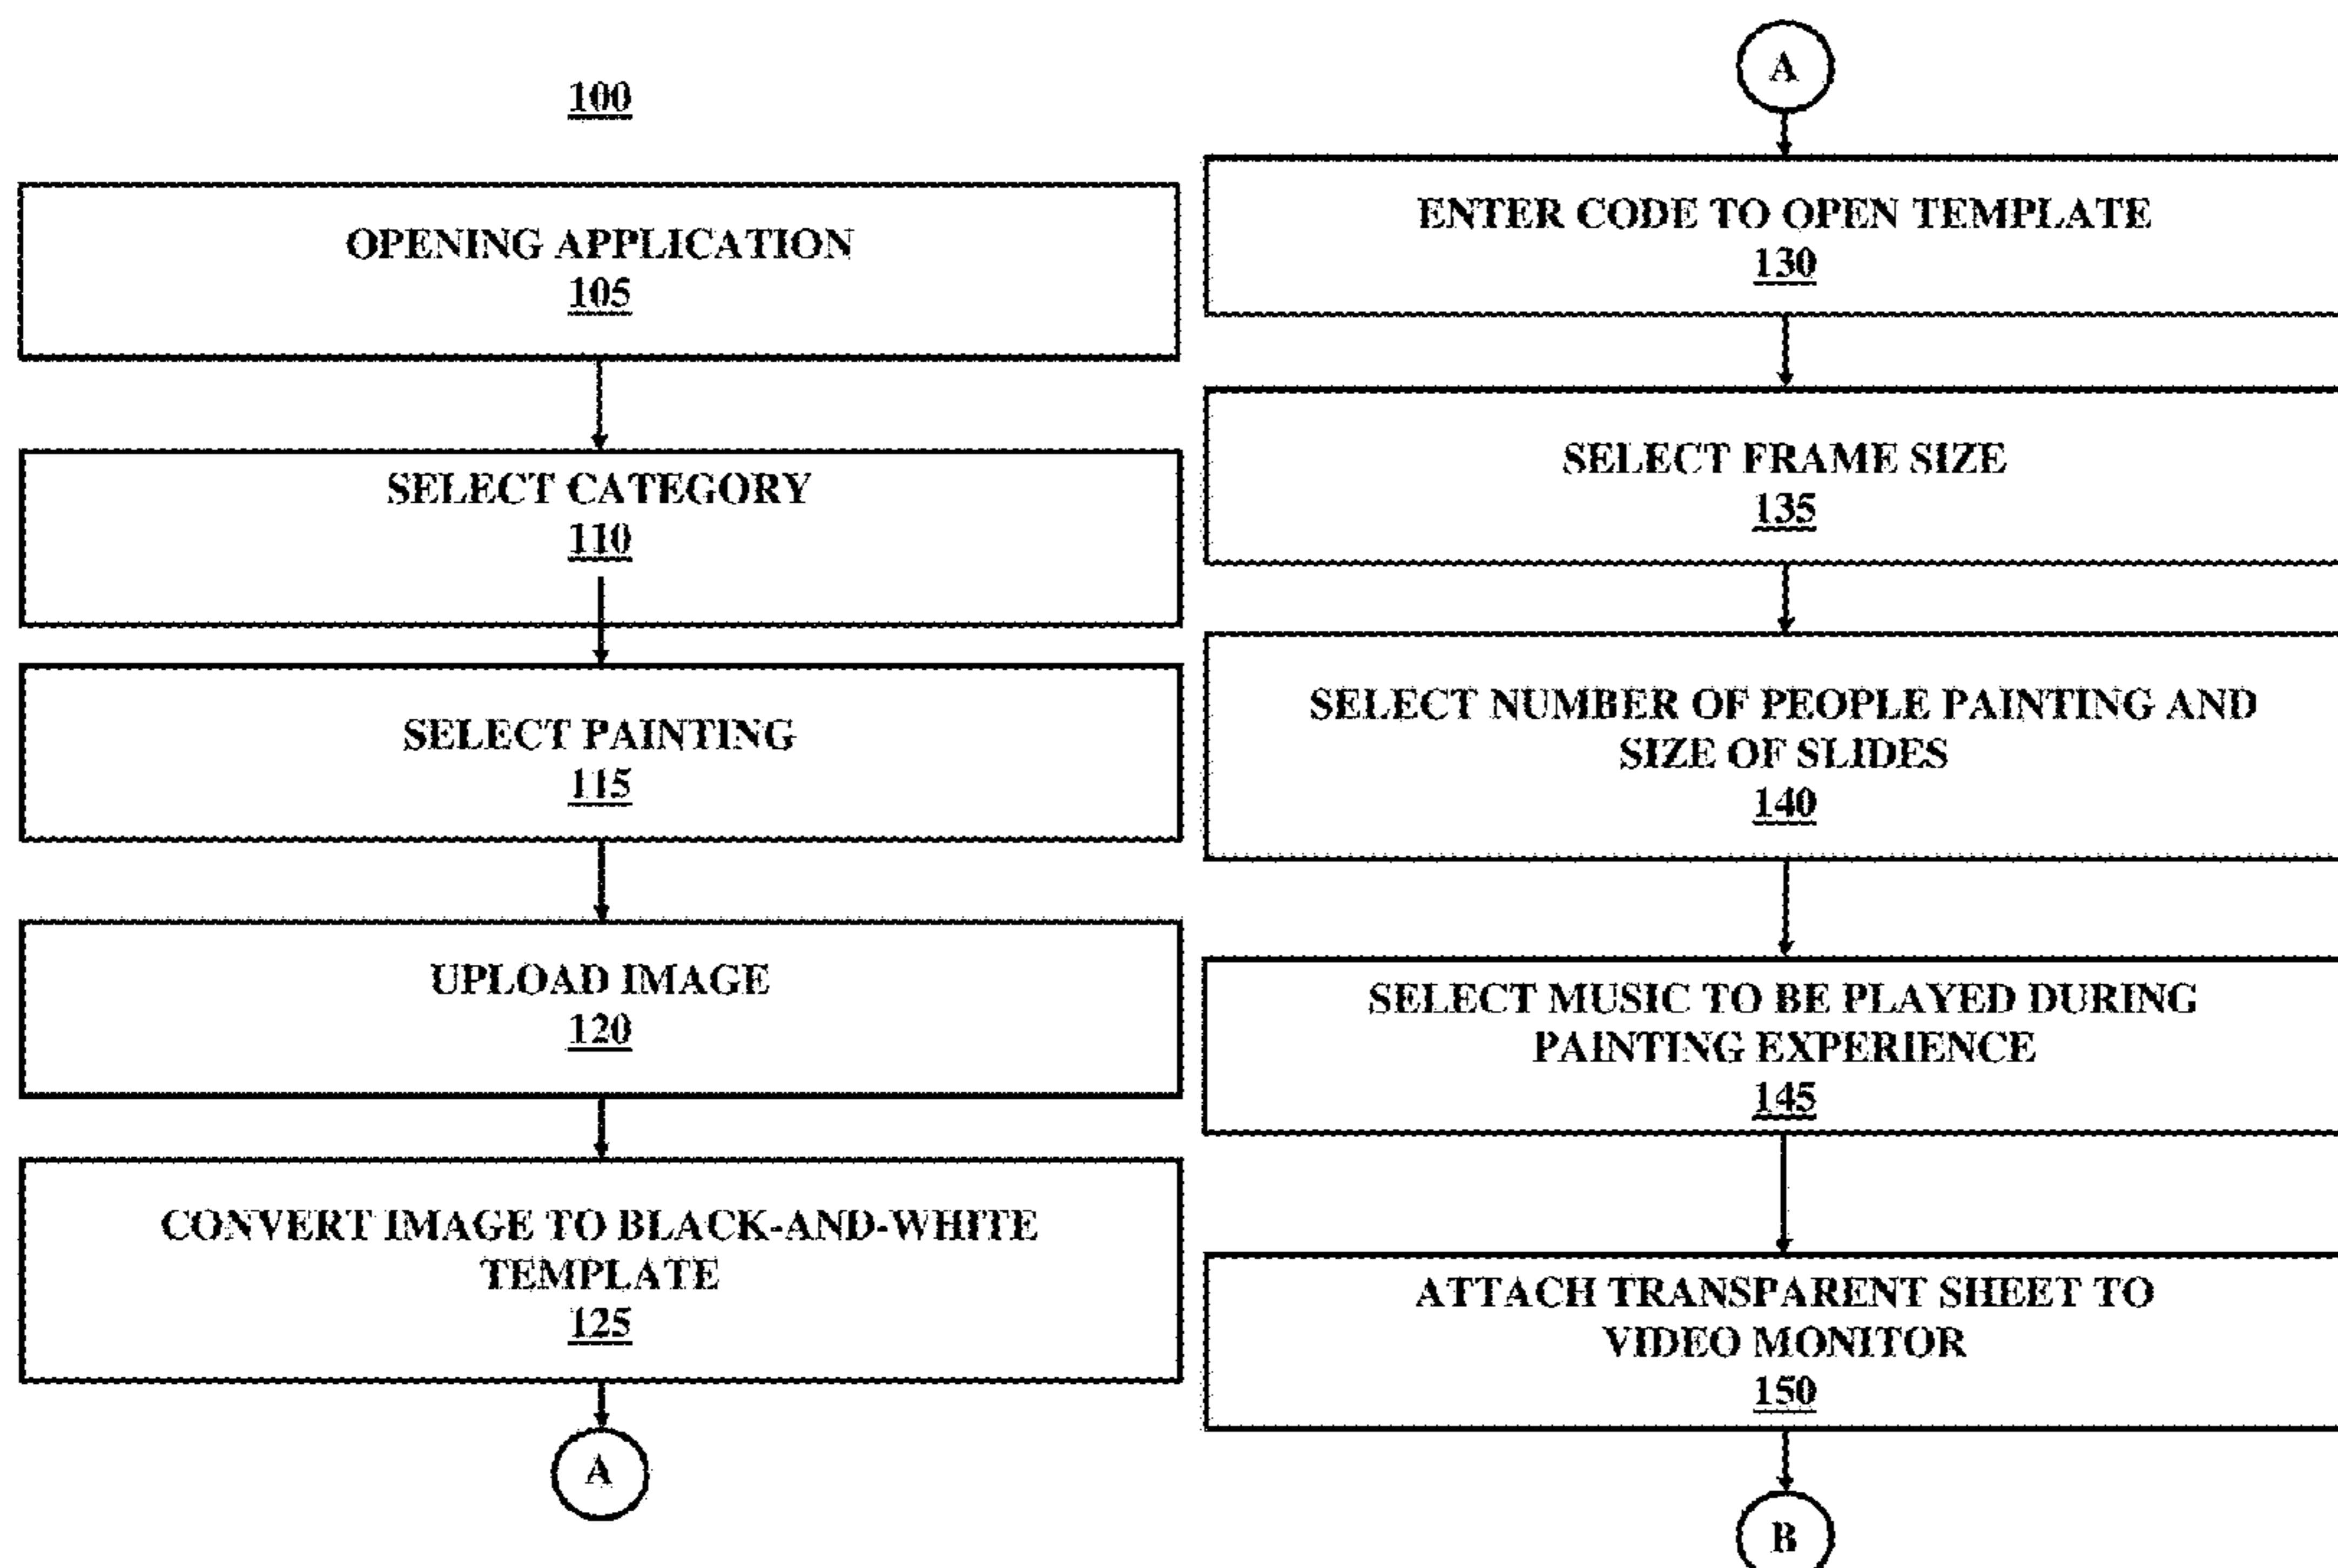 100
OPENING APPLICATION
105
SELECT CATEGORY
110
SELECT PAINTING
115
UPLOAD IMAGE
120
CONVERT IMAGE TO BLACK-AND-WHITE
TEMPLATE
125
A
A
ENTER CODE TO OPEN TEMPLATE
130
SELECT FRAME SIZE
135
SELECT NUMBER OF PEOPLE PAINTING AND
SIZE OF SLIDES
140
SELECT MUSIC TO BE PLAYED DURING
PAINTING EXPERIENCE
145
ATTACH TRANSPARENT SHEET TO
VIDEO MONITOR
150
B